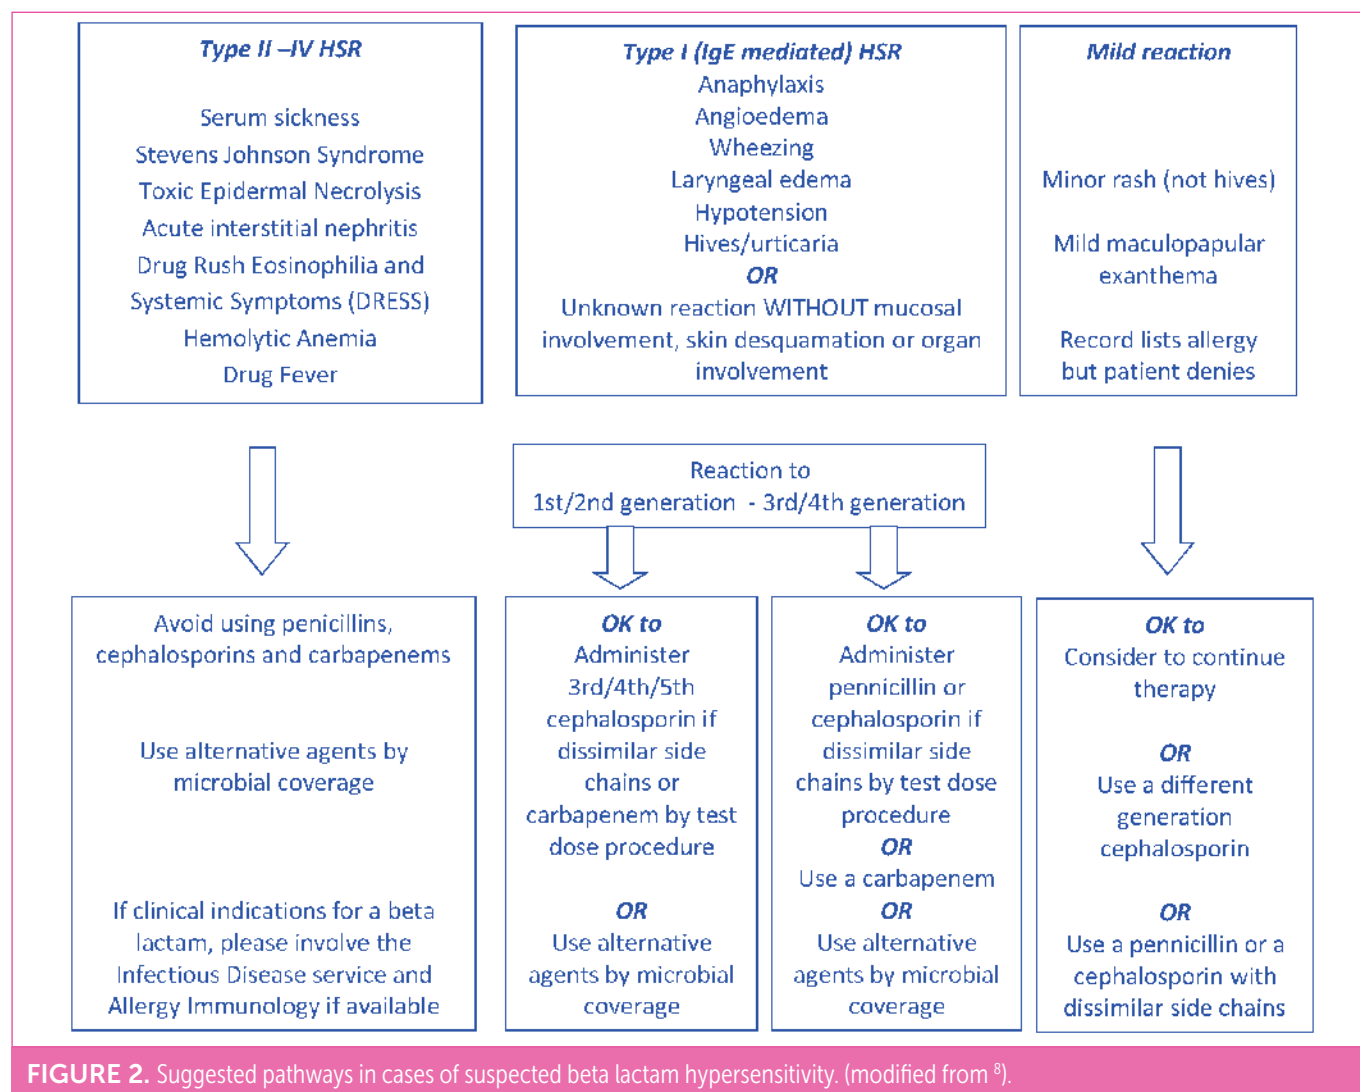 Type II –IV HSR
Serum sickness
Stevens Johnson Syndrome
Toxic Epidermal Necrolysis
Acute interstitial nephritis
Drug Rush Eosinophilia and
Systemic Symptoms (DRESS)
Hemolytic Anemia
Drug Fever
Type I (IgE mediated) HSR
Anaphylaxis
Angioedema
Wheezing
Laryngeal edema
Hypotension
Hives/urticaria
OR
Unknown reaction WITHOUT mucosal
involvement, skin desquamation or organ
involvement
Mild reaction
Minor rash (not hives)
Mild maculopapular
exanthema
Record lists allergy
but patient denies
Reaction to
1st/2nd generation - 3rd/4th generation
Avoid using penicillins,
cephalosporins and carbapenems
Use alternative agents by
microbial coverage
If clinical indications for a beta
lactam, please involve the
Infectious Disease service and
Allergy Immunology if available
OK to
Administer
3rd/4th/5th
cephalosporin if
dissimilar side
chains or
carbapenem by test
dose procedure
OR
Use alternative
agents by microbial
coverage
OK to
Administer
pennicillin or
cephalosporin if
dissimilar side
chains by test dose
procedure
OR
Use a carbapenem
OR
Use alternative
agents by microbial
coverage
OK to
Consider to continue
therapy
OR
Use a different
generation
cephalosporin
OR
Use a pennicillin or a
cephalosporin with
dissimilar side chains
FIGURE 2. Suggested pathways in cases of suspected beta lactam hypersensitivity. (modified from ⁸).